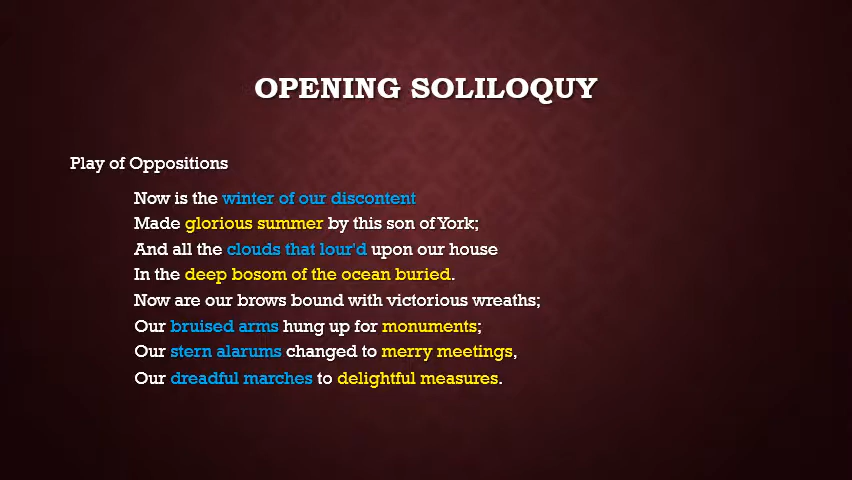 OPENING SOLILOQUY
Play of Oppositions
Now is the winter of our discontent
Made glorious summer by this son of York;
And all the clouds that lour'd upon our house
In the deep bosom of the ocean buried.
Now are our brows bound with victorious wreaths;
Our bruised arms hung up for monuments;
Our stern alarums changed to merry meetings,
Our dreadful marches to delightful measures.